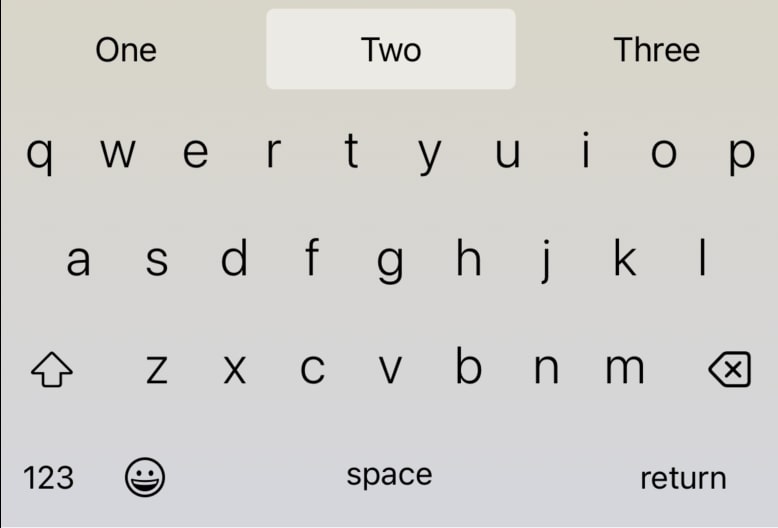 One Two Three
q w e r t y u i o p
a s d f g h j k l
z x c v b n m
123 space return